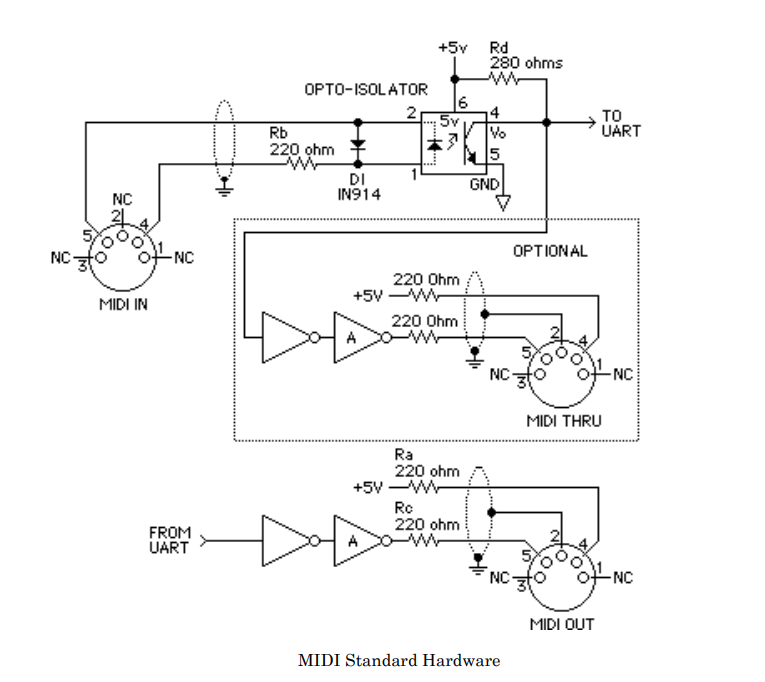 +5v
Rd
280 ohms
OPTO-ISOLATOR
6
2
5v
4
TO
UART
Vo
Rb
220 ohm
5
1
DI
IN914
GND
NC
2
5
4
NC
3
1
NC
MIDI IN
OPTIONAL
220 Ohm
+5V
220 Ohm
A
2
5
4
NC
3
1
NC
MIDI THRU
Ra
220 ohm
+5V
Rc
220 ohm
FROM
UART
A
2
5
4
NC
3
1
NC
MIDI OUT
MIDI Standard Hardware